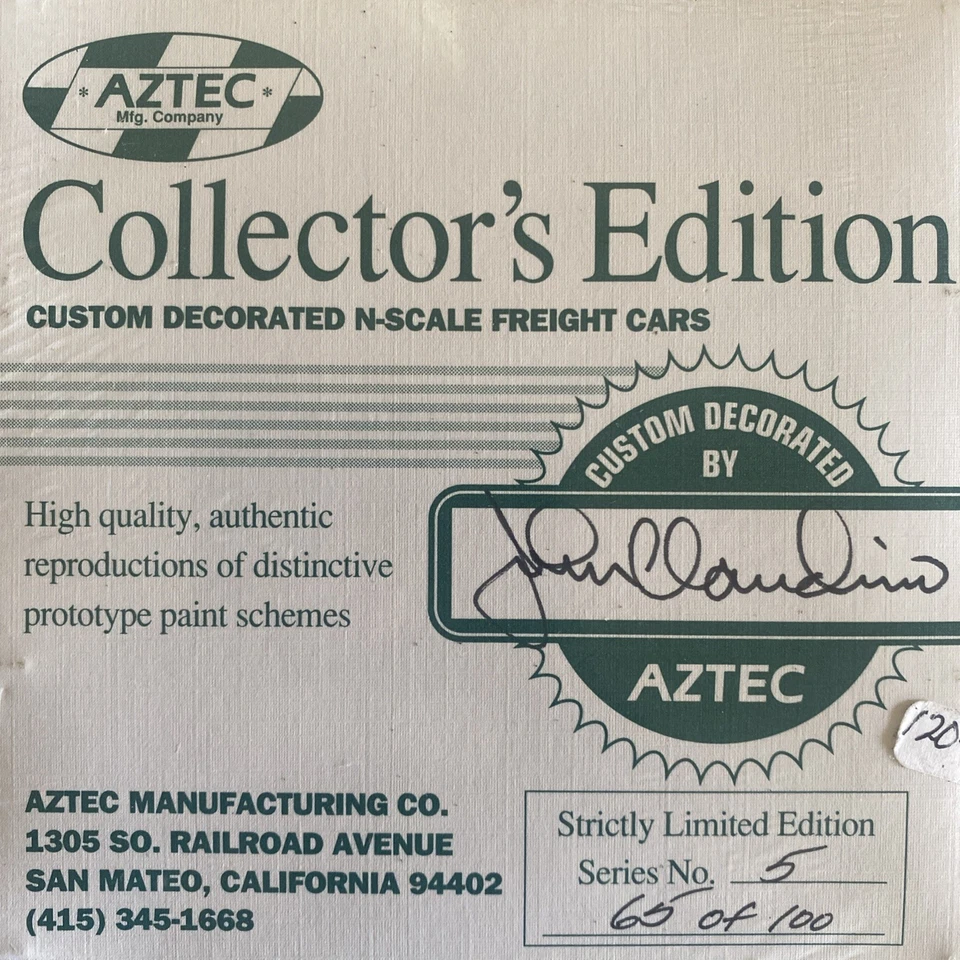 * AZTEC *
Mfg. Company
Collector's Edition
CUSTOM DECORATED N-SCALE FREIGHT CARS
CUSTOM DECORATED
BY
John Claudino
AZTEC
High quality, authentic
reproductions of distinctive
prototype paint schemes
120
AZTEC MANUFACTURING CO.
1305 SO. RAILROAD AVENUE
SAN MATEO, CALIFORNIA 94402
(415) 345-1668
Strictly Limited Edition
Series No. 5
65 of 100